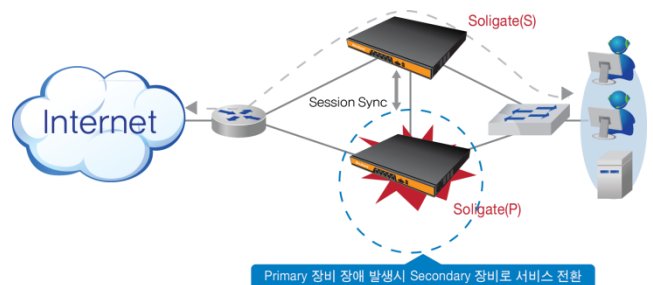 Soligate(S)
Internet
Session Sync
Soligate(P)
Primary 장비 장애 발생시 Secondary 장비로 서비스 전환